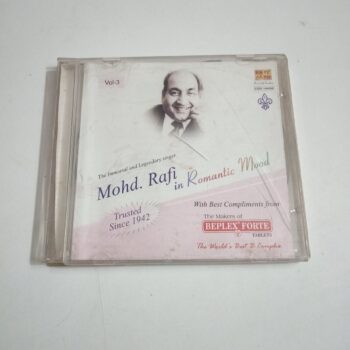 Vol-3
The Immortal and Legendary singer
Mohd. Rafi
in Romantic Mood
Trusted
Since 1942
With Best Compliments from
The Makers of
BEPLEX FORTE
TABLETS
The World's Best B Complex